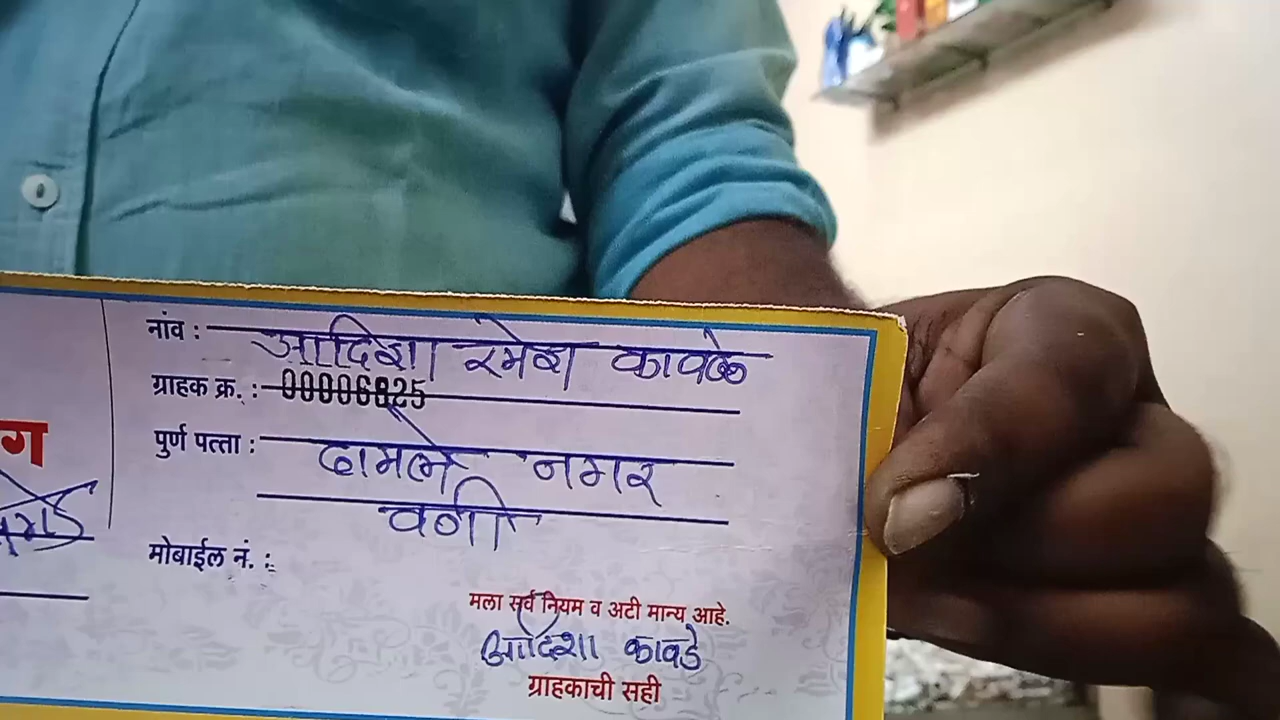 नांव : आदिशा रमेश कावळे
ग्राहक क्र. : 00006825
पुर्ण पत्ता : ढामले नगर
वणी
मोबाईल नं. :
ग
मला सर्व नियम व अटी मान्य आहे.
आदिशा कावडे
ग्राहकाची सही